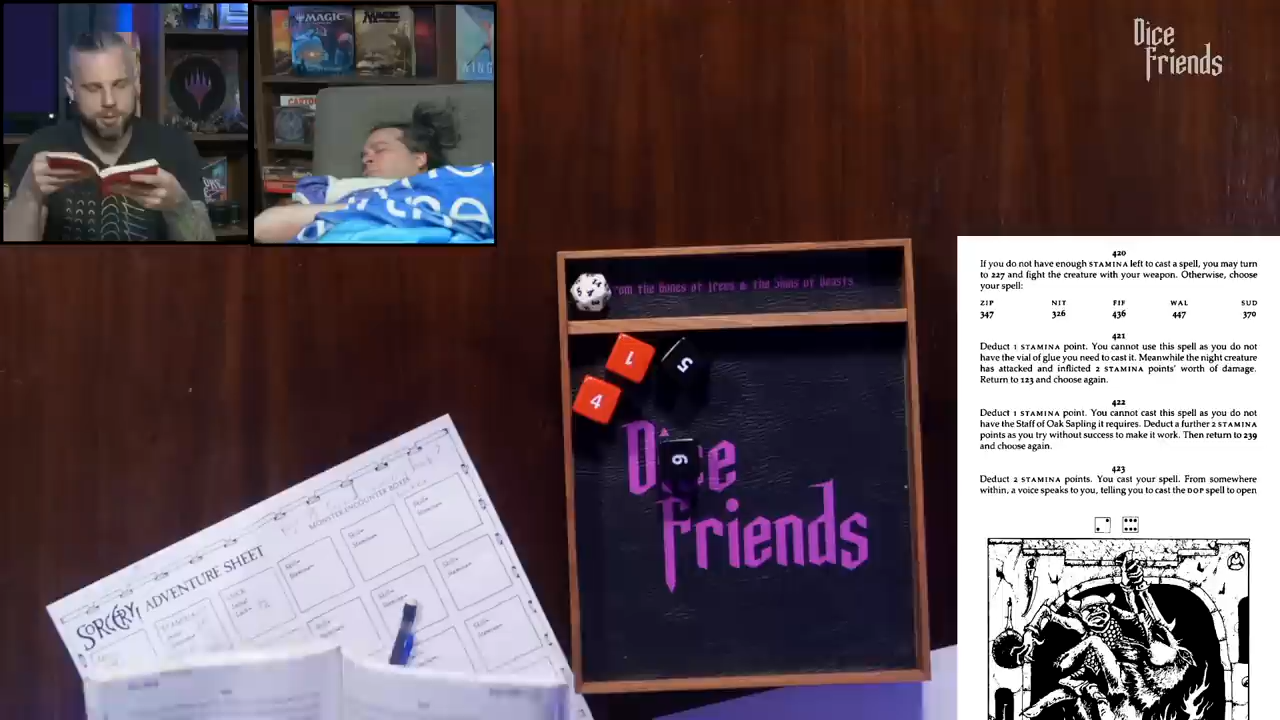 MAGIC
Dice
Friends
From the Bones of Trees & the Skins of Beasts
1
5
4
6
Dice
Friends
SORCERY! ADVENTURE SHEET
MONSTER ENCOUNTER BOXES
Skill=
Stamina=
420
If you do not have enough STAMINA left to cast a spell, you may turn
to 227 and fight the creature with your weapon. Otherwise, choose
your spell:
ZIP NIT FIF WAL SUD
347 326 436 447 370
421
Deduct 1 STAMINA point. You cannot use this spell as you do not
have the vial of glue you need to cast it. Meanwhile the night creature
has attacked and inflicted 2 STAMINA points' worth of damage.
Return to 123 and choose again.
422
Deduct 1 STAMINA point. You cannot cast this spell as you do not
have the Staff of Oak Sapling it requires. Deduct a further 2 STAMINA
points as you try without success to make it work. Then return to 239
and choose again.
423
Deduct 2 STAMINA points. You cast your spell. From somewhere
within, a voice speaks to you, telling you to cast the DOP spell to open